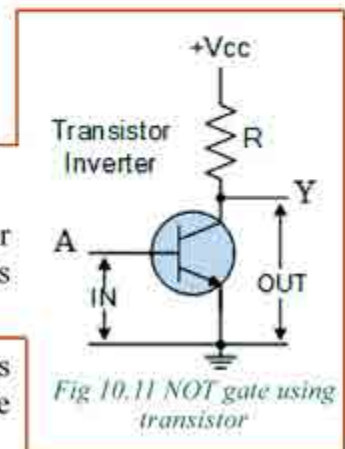 +Vcc
Transistor
Inverter
R
Y
A
IN
OUT
r
s
s
e
Fig 10.11 NOT gate using
transistor